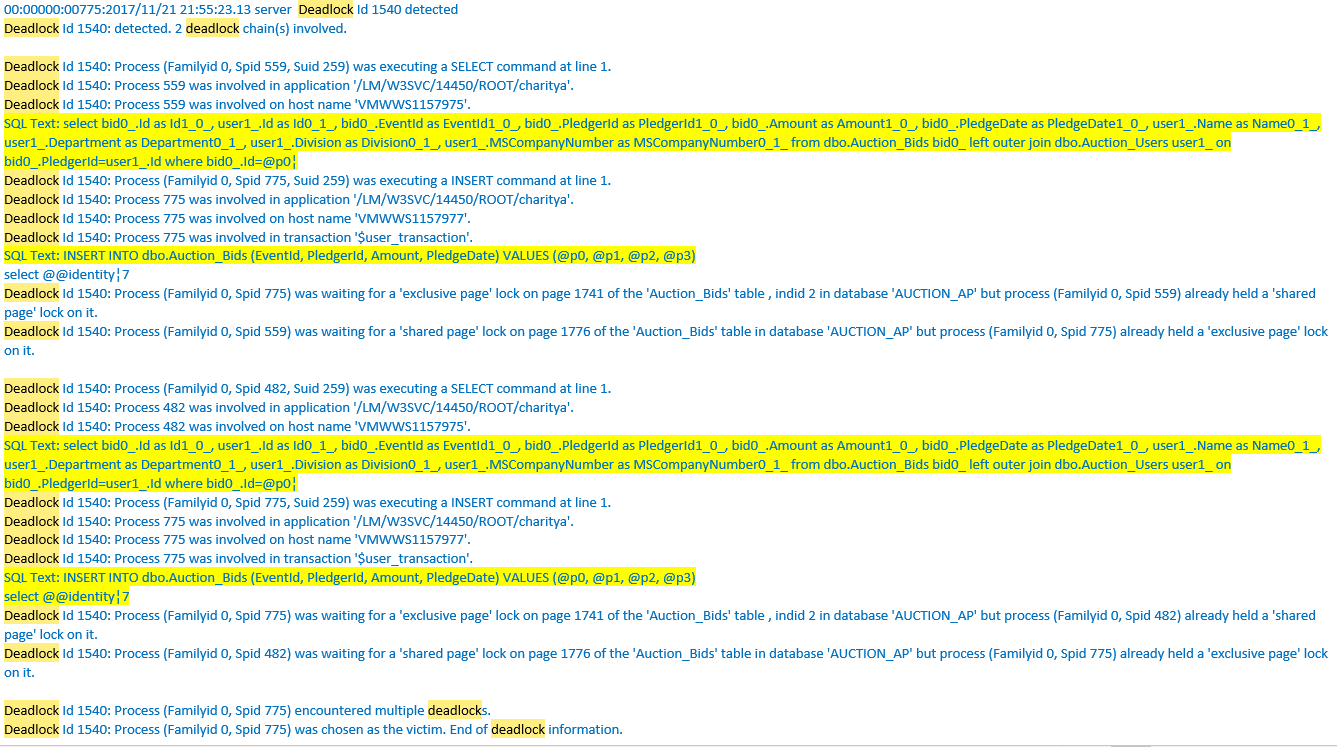 00:00000:00775:2017/11/21 21:55:23.13 server  Deadlock Id 1540 detected
Deadlock Id 1540: detected. 2 deadlock chain(s) involved.
Deadlock Id 1540: Process (Familyid 0, Spid 559, Suid 259) was executing a SELECT command at line 1.
Deadlock Id 1540: Process 559 was involved in application '/LM/W3SVC/14450/ROOT/charitya'.
Deadlock Id 1540: Process 559 was involved on host name 'VMWWS1157975'.
SQL Text: select bid0_.Id as Id1_0_, user1_.Id as Id0_1_, bid0_.EventId as EventId1_0_, bid0_.PledgerId as PledgerId1_0_, bid0_.Amount as Amount1_0_, bid0_.PledgeDate as PledgeDate1_0_, user1_.Name as Name0_1_,
user1_.Department as Department0_1_, user1_.Division as Division0_1_, user1_.MSCompanyNumber as MSCompanyNumber0_1_ from dbo.Auction_Bids bid0_ left outer join dbo.Auction_Users user1_ on
bid0_.PledgerId=user1_.Id where bid0_.Id=@p0¦
Deadlock Id 1540: Process (Familyid 0, Spid 775, Suid 259) was executing a INSERT command at line 1.
Deadlock Id 1540: Process 775 was involved in application '/LM/W3SVC/14450/ROOT/charitya'.
Deadlock Id 1540: Process 775 was involved on host name 'VMWWS1157977'.
Deadlock Id 1540: Process 775 was involved in transaction '$user_transaction'.
SQL Text: INSERT INTO dbo.Auction_Bids (EventId, PledgerId, Amount, PledgeDate) VALUES (@p0, @p1, @p2, @p3)
select @@identity¦7
Deadlock Id 1540: Process (Familyid 0, Spid 775) was waiting for a 'exclusive page' lock on page 1741 of the 'Auction_Bids' table , indid 2 in database 'AUCTION_AP' but process (Familyid 0, Spid 559) already held a 'shared
page' lock on it.
Deadlock Id 1540: Process (Familyid 0, Spid 559) was waiting for a 'shared page' lock on page 1776 of the 'Auction_Bids' table in database 'AUCTION_AP' but process (Familyid 0, Spid 775) already held a 'exclusive page' lock
on it.
Deadlock Id 1540: Process (Familyid 0, Spid 482, Suid 259) was executing a SELECT command at line 1.
Deadlock Id 1540: Process 482 was involved in application '/LM/W3SVC/14450/ROOT/charitya'.
Deadlock Id 1540: Process 482 was involved on host name 'VMWWS1157975'.
SQL Text: select bid0_.Id as Id1_0_, user1_.Id as Id0_1_, bid0_.EventId as EventId1_0_, bid0_.PledgerId as PledgerId1_0_, bid0_.Amount as Amount1_0_, bid0_.PledgeDate as PledgeDate1_0_, user1_.Name as Name0_1_,
user1_.Department as Department0_1_, user1_.Division as Division0_1_, user1_.MSCompanyNumber as MSCompanyNumber0_1_ from dbo.Auction_Bids bid0_ left outer join dbo.Auction_Users user1_ on
bid0_.PledgerId=user1_.Id where bid0_.Id=@p0¦
Deadlock Id 1540: Process (Familyid 0, Spid 775, Suid 259) was executing a INSERT command at line 1.
Deadlock Id 1540: Process 775 was involved in application '/LM/W3SVC/14450/ROOT/charitya'.
Deadlock Id 1540: Process 775 was involved on host name 'VMWWS1157977'.
Deadlock Id 1540: Process 775 was involved in transaction '$user_transaction'.
SQL Text: INSERT INTO dbo.Auction_Bids (EventId, PledgerId, Amount, PledgeDate) VALUES (@p0, @p1, @p2, @p3)
select @@identity¦7
Deadlock Id 1540: Process (Familyid 0, Spid 775) was waiting for a 'exclusive page' lock on page 1741 of the 'Auction_Bids' table , indid 2 in database 'AUCTION_AP' but process (Familyid 0, Spid 482) already held a 'shared
page' lock on it.
Deadlock Id 1540: Process (Familyid 0, Spid 482) was waiting for a 'shared page' lock on page 1776 of the 'Auction_Bids' table in database 'AUCTION_AP' but process (Familyid 0, Spid 775) already held a 'exclusive page' lock
on it.
Deadlock Id 1540: Process (Familyid 0, Spid 775) encountered multiple deadlocks.
Deadlock Id 1540: Process (Familyid 0, Spid 775) was chosen as the victim. End of deadlock information.